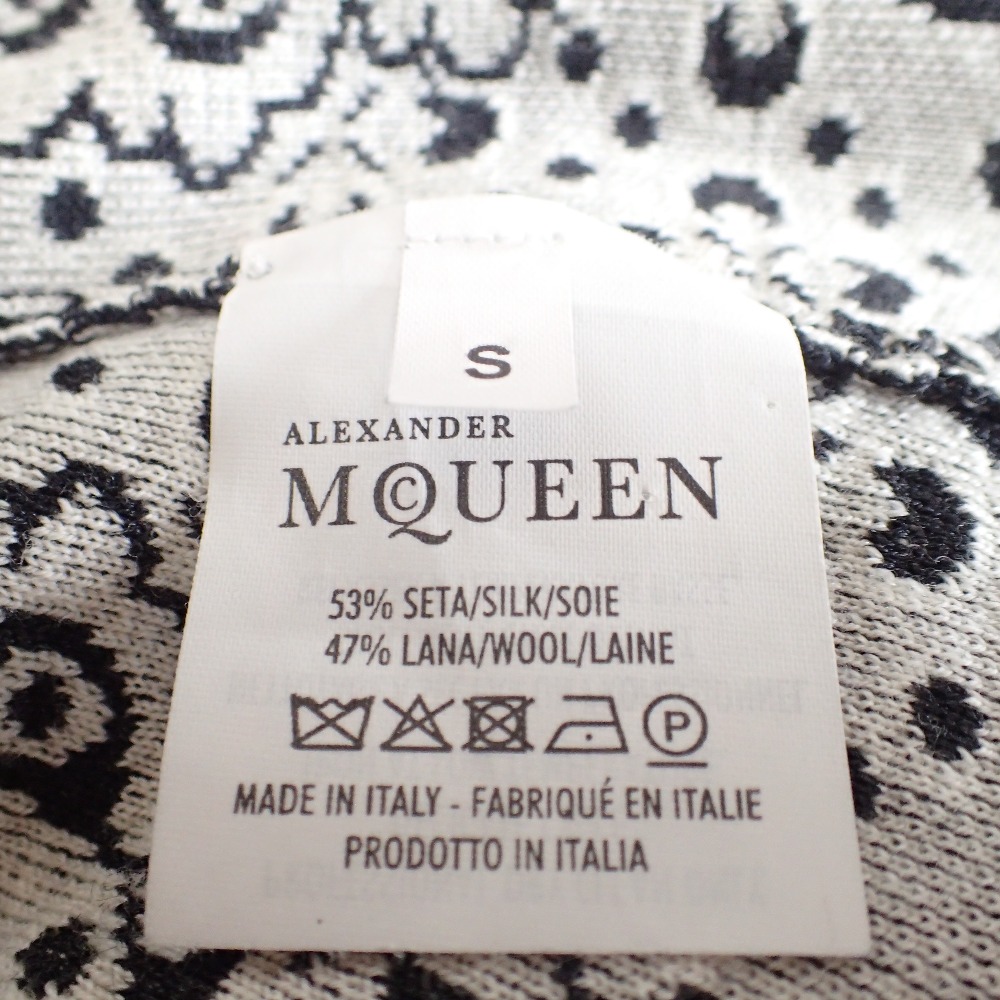 S
ALEXANDER
McQUEEN
53% SETA/SILK/SOIE
47% LANA/WOOL/LAINE
P
MADE IN ITALY - FABRIQUÉ EN ITALIE
PRODOTTO IN ITALIA